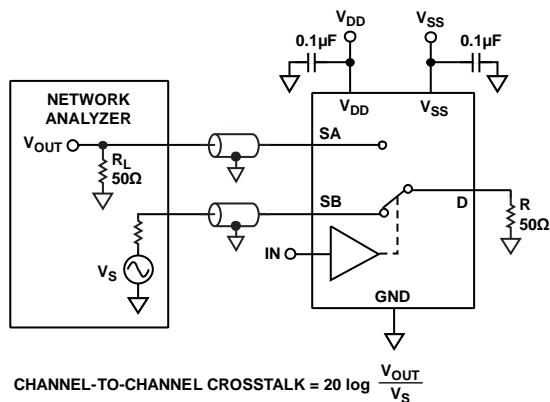 VDD
VSS
0.1µF
0.1µF
NETWORK
ANALYZER
VDD
VSS
VOUT
RL
50Ω
SA
SB
D
R
50Ω
VS
IN
GND
CHANNEL-TO-CHANNEL CROSSTALK = 20 log VOUT
VS